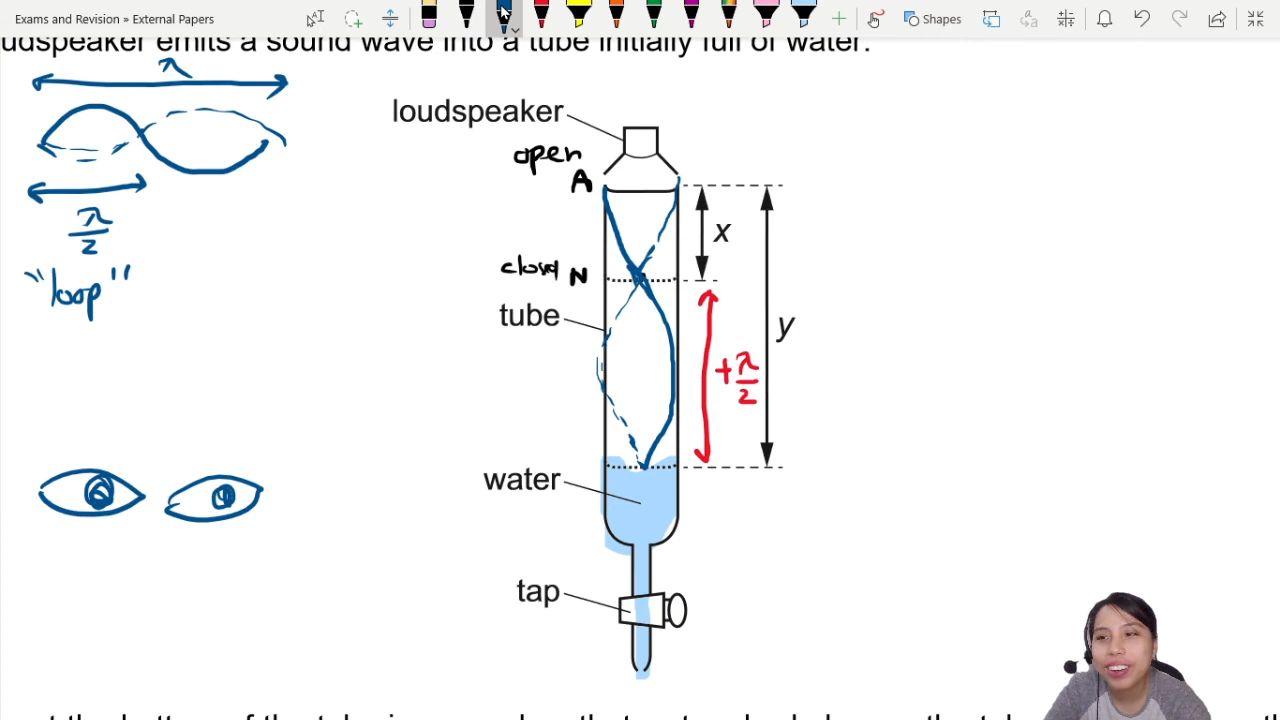 Exams and Revision » External Papers
Shapes
udspeaker emits a sound wave into a tube initially full of water.
λ
loudspeaker
open
A
λ/2
x
closed N
"loop"
tube
y
+λ/2
water
tap